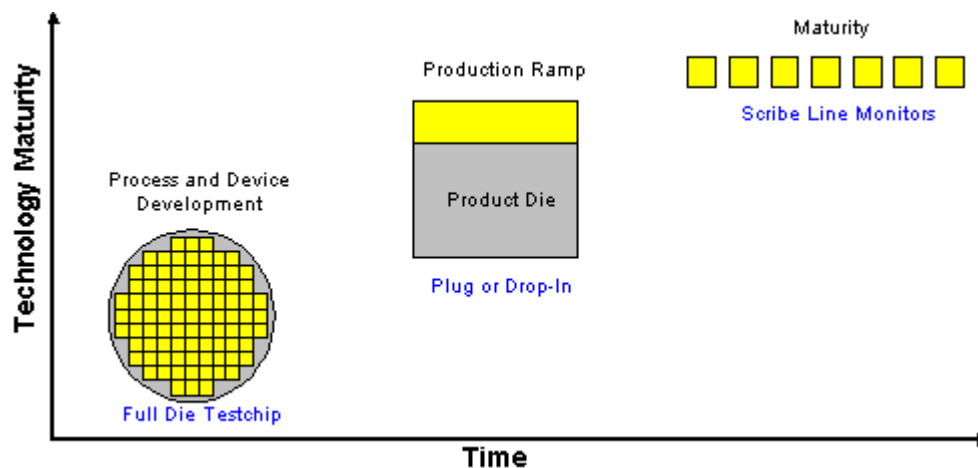 Maturity
Production Ramp
Scribe Line Monitors
Process and Device
Development
Product Die
Plug or Drop-In
Full Die Testchip
Technology Maturity
Time